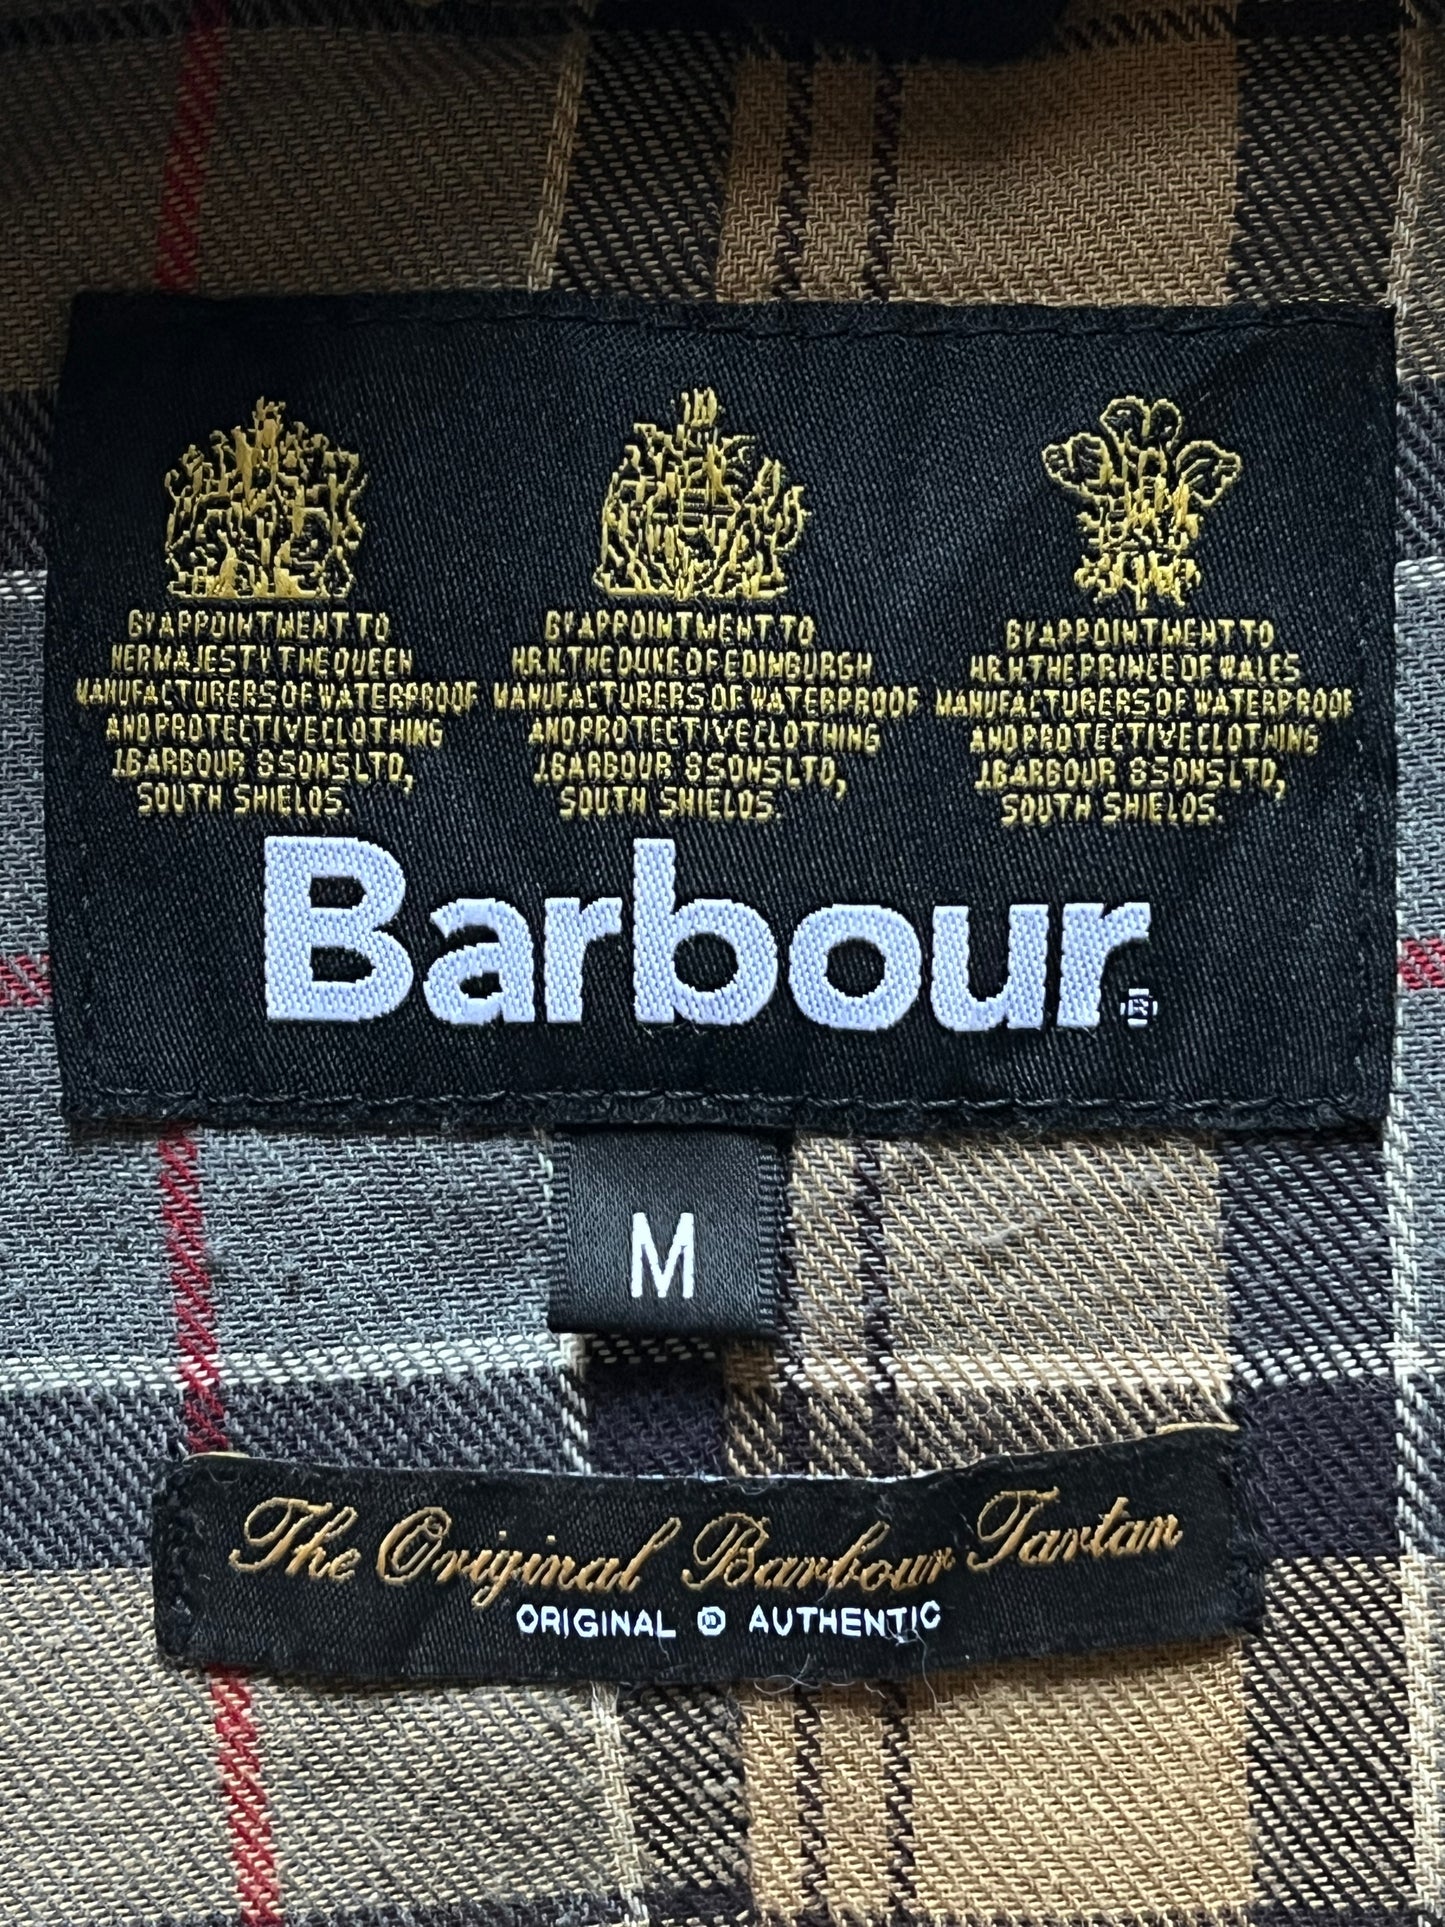 BY APPOINTMENT TO
HER MAJESTY THE QUEEN
MANUFACTURERS OF WATERPROOF
AND PROTECTIVE CLOTHING
J.BARBOUR & SONS LTD,
SOUTH SHIELDS.
BY APPOINTMENT TO
H.R.H. THE DUKE OF EDINBURGH
MANUFACTURERS OF WATERPROOF
AND PROTECTIVE CLOTHING
J.BARBOUR & SONS LTD,
SOUTH SHIELDS.
BY APPOINTMENT TO
H.R.H THE PRINCE OF WALES
MANUFACTURERS OF WATERPROOF
AND PROTECTIVE CLOTHING
J.BARBOUR & SONS LTD,
SOUTH SHIELDS.
Barbour®
M
The Original Barbour Tartan
ORIGINAL ® AUTHENTIC